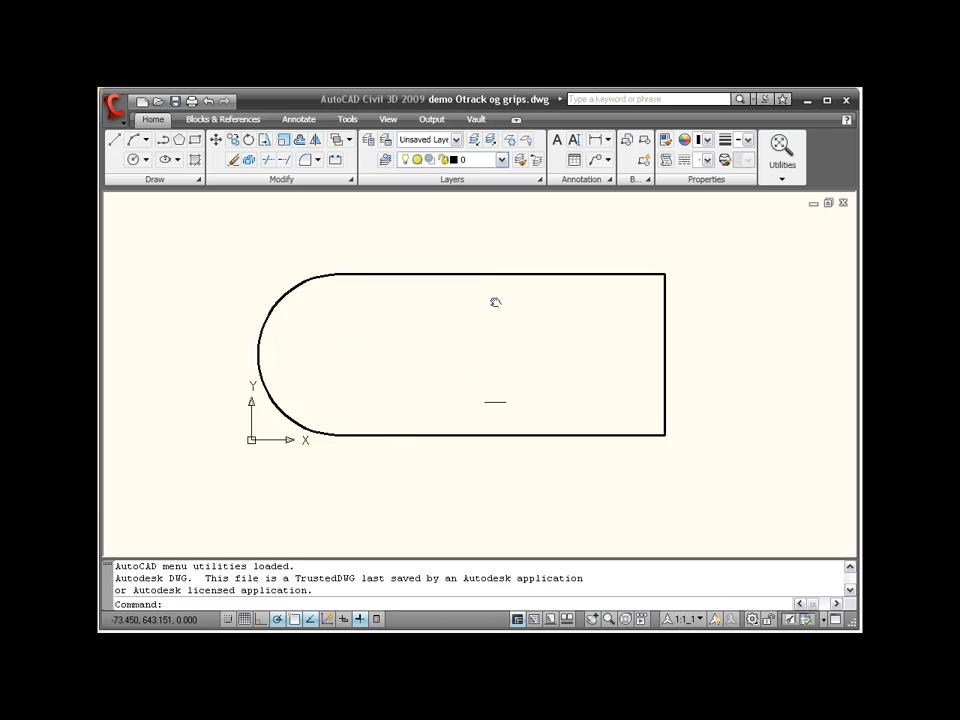 AutoCAD Civil 3D 2009 demo Otrack og grips.dwg
Type a keyword or phrase
Home Blocks & References Annotate Tools View Output Vault
Unsaved Laye
0
A A
Utilities
Draw Modify Layers Annotation B... Properties
Y
X
AutoCAD menu utilities loaded.
Autodesk DWG.  This file is a TrustedDWG last saved by an Autodesk application
or Autodesk licensed application.
Command:
-73.450, 643.151, 0.000
1:1_1